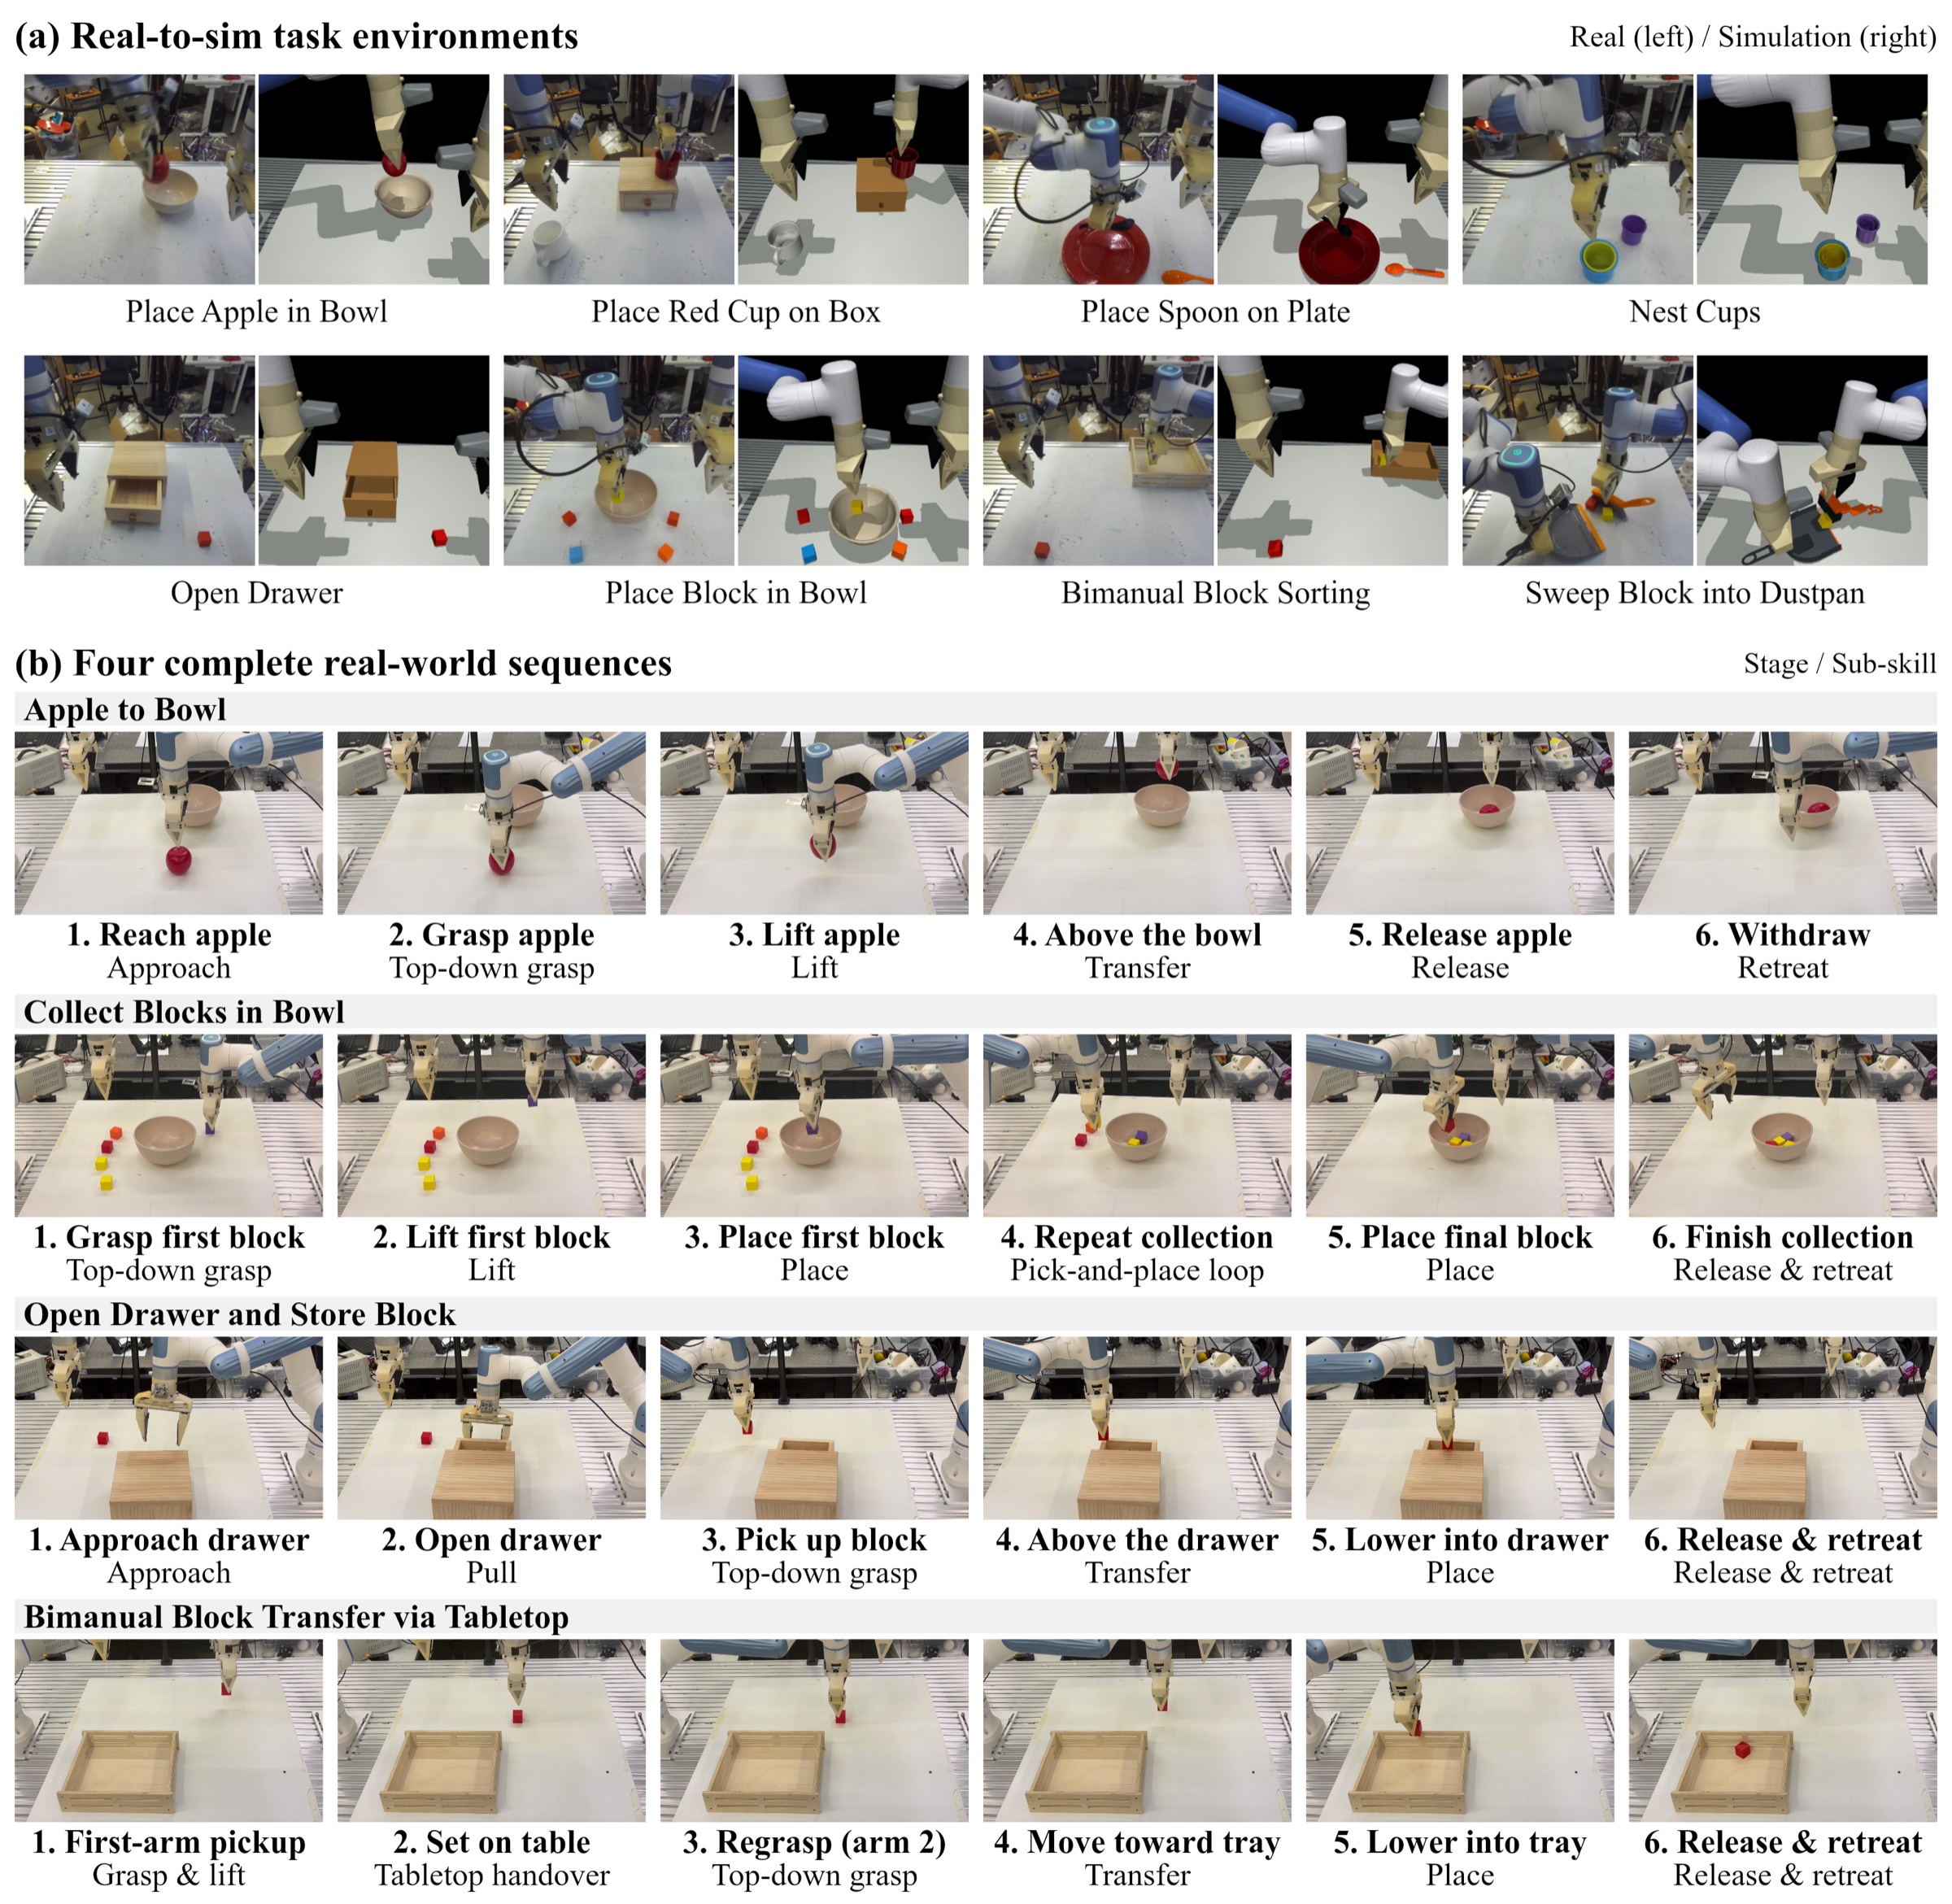 (a) Real-to-sim task environments
Real (left) / Simulation (right)
Place Apple in Bowl
Place Red Cup on Box
Place Spoon on Plate
Nest Cups
Open Drawer
Place Block in Bowl
Bimanual Block Sorting
Sweep Block into Dustpan
(b) Four complete real-world sequences
Stage / Sub-skill
Apple to Bowl
1. Reach apple
Approach
2. Grasp apple
Top-down grasp
3. Lift apple
Lift
4. Above the bowl
Transfer
5. Release apple
Release
6. Withdraw
Retreat
Collect Blocks in Bowl
1. Grasp first block
Top-down grasp
2. Lift first block
Lift
3. Place first block
Place
4. Repeat collection
Pick-and-place loop
5. Place final block
Place
6. Finish collection
Release & retreat
Open Drawer and Store Block
1. Approach drawer
Approach
2. Open drawer
Pull
3. Pick up block
Top-down grasp
4. Above the drawer
Transfer
5. Lower into drawer
Place
6. Release & retreat
Release & retreat
Bimanual Block Transfer via Tabletop
1. First-arm pickup
Grasp & lift
2. Set on table
Tabletop handover
3. Regrasp (arm 2)
Top-down grasp
4. Move toward tray
Transfer
5. Lower into tray
Place
6. Release & retreat
Release & retreat